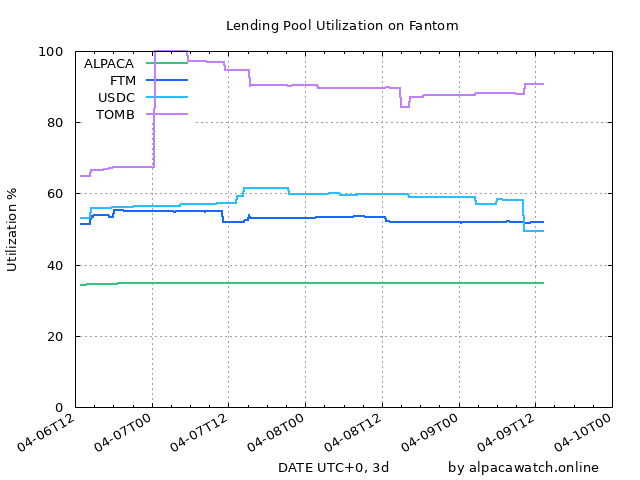 Lending Pool Utilization on Fantom
100
80
60
40
20
0
Utilization %
ALPACA
FTM
USDC
TOMB
04-06T12
04-07T00
04-07T12
04-08T00
04-08T12
04-09T00
04-09T12
04-10T00
DATE UTC+0, 3d
by alpacawatch.online